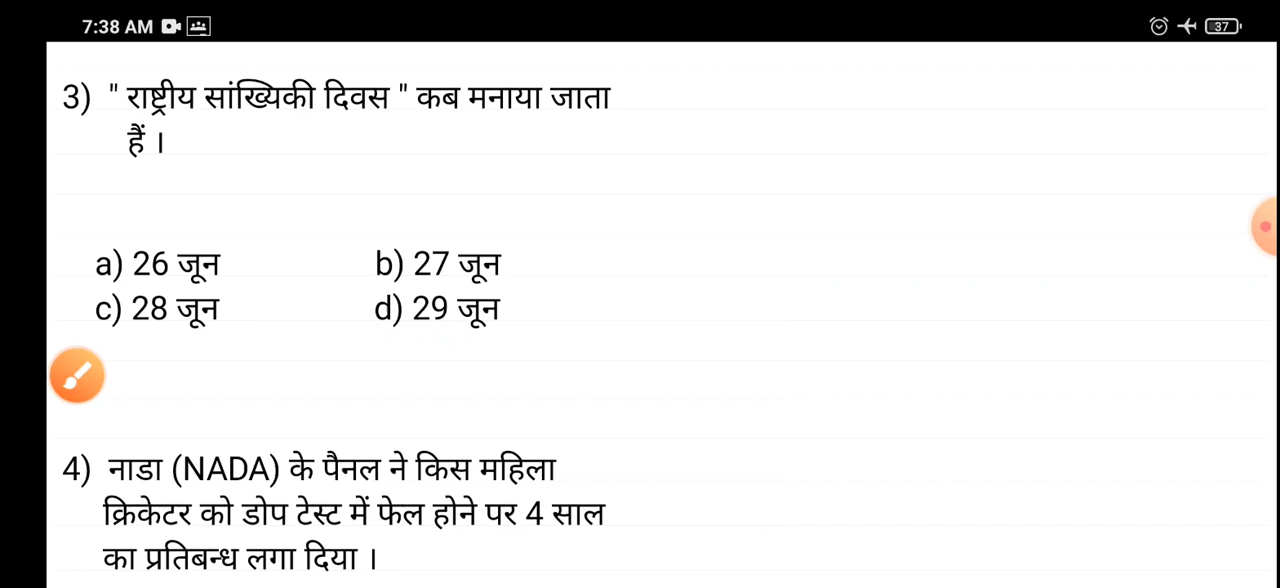 7:38 AM
37
3) " राष्ट्रीय सांख्यिकी दिवस " कब मनाया जाता
हैं ।
a) 26 जून b) 27 जून
c) 28 जून d) 29 जून
4) नाडा (NADA) के पैनल ने किस महिला
क्रिकेटर को डोप टेस्ट में फेल होने पर 4 साल
का प्रतिबन्ध लगा दिया ।